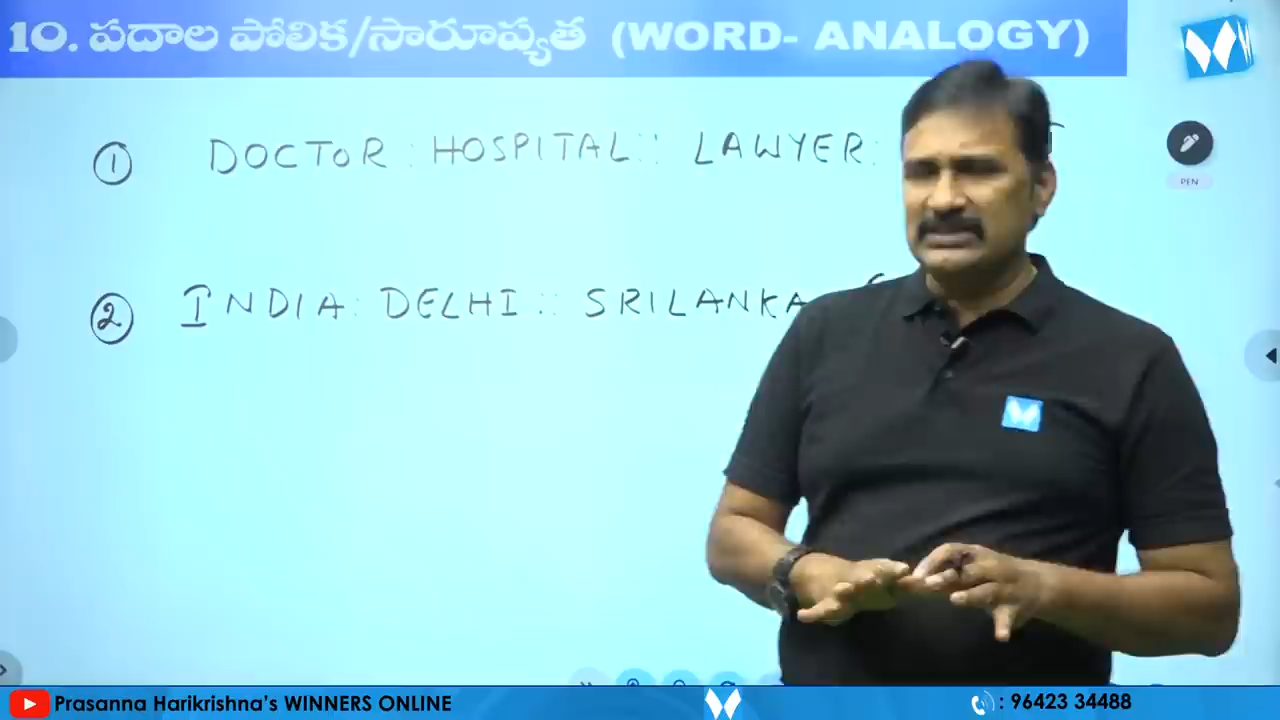 10. పదాల పోలిక/సారూప్యత (WORD- ANALOGY)
① DOCTOR : HOSPITAL :: LAWYER :
PEN
② INDIA : DELHI :: SRILANKA
Prasanna Harikrishna's WINNERS ONLINE
: 96423 34488